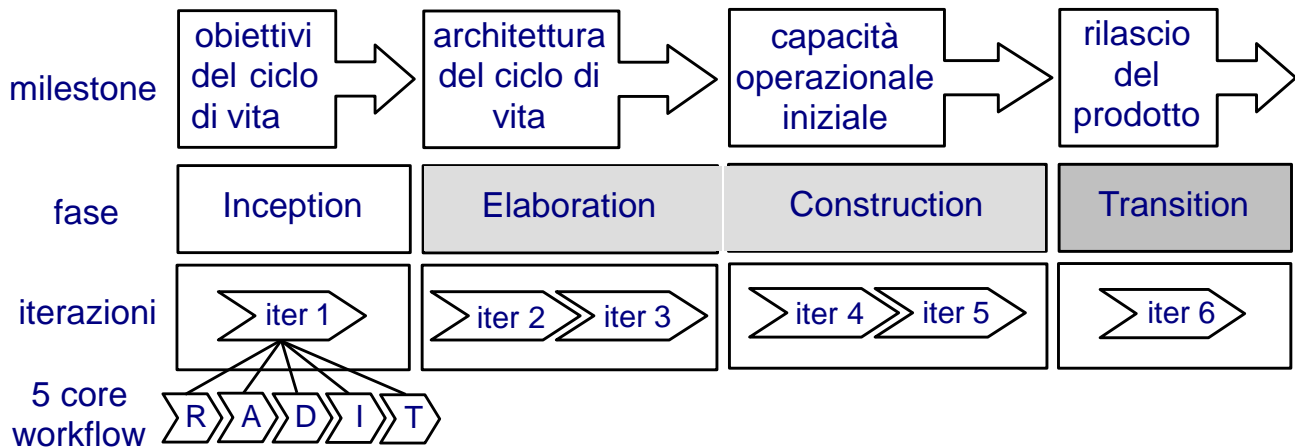 milestone
obiettivi
del ciclo
di vita
architettura
del ciclo di
vita
capacità
operazionale
iniziale
rilascio
del
prodotto
fase
Inception
Elaboration
Construction
Transition
iterazioni
iter 1
iter 2
iter 3
iter 4
iter 5
iter 6
5 core
workflow
R
A
D
I
T